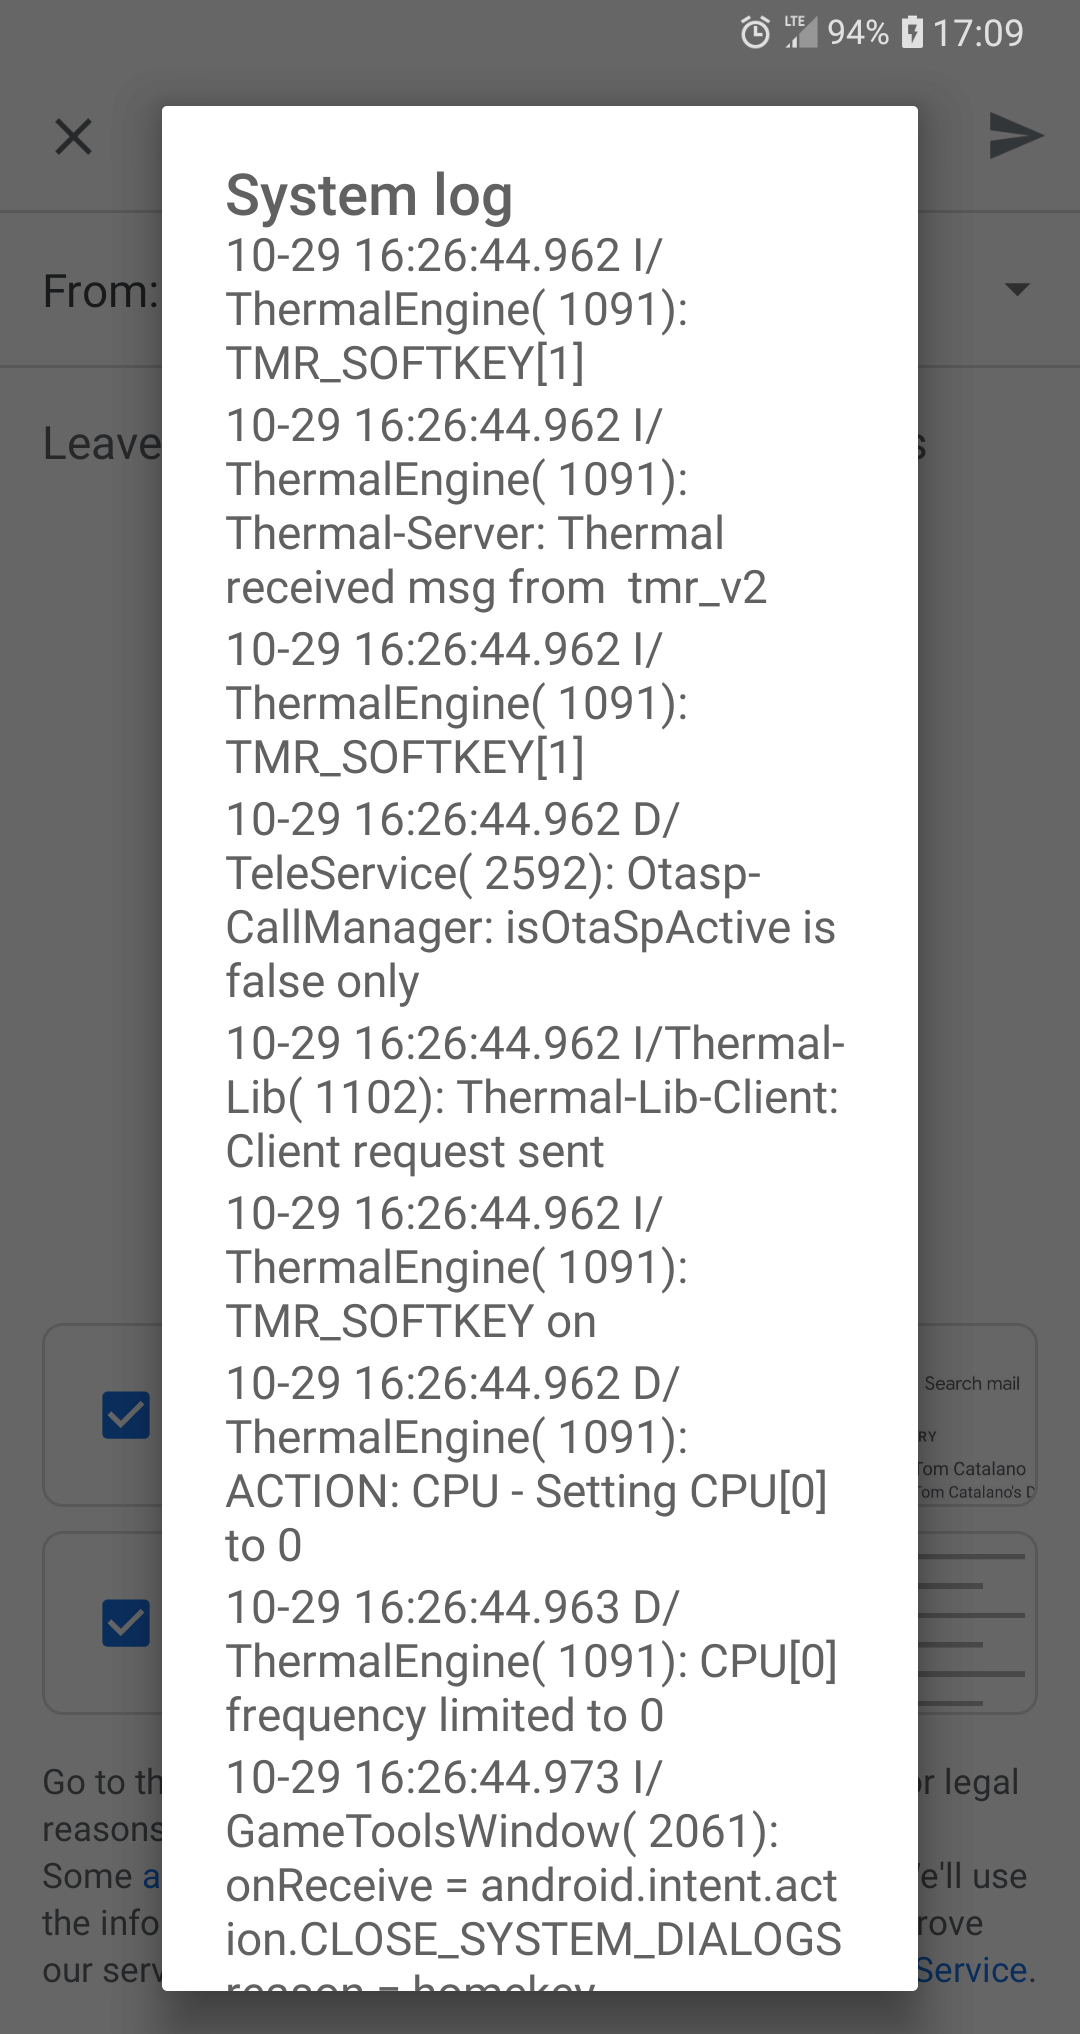 LTE 94% 17:09
System log
10-29 16:26:44.962 I/
ThermalEngine( 1091):
TMR_SOFTKEY[1]
10-29 16:26:44.962 I/
ThermalEngine( 1091):
Thermal-Server: Thermal
received msg from  tmr_v2
10-29 16:26:44.962 I/
ThermalEngine( 1091):
TMR_SOFTKEY[1]
10-29 16:26:44.962 D/
TeleService( 2592): Otasp-
CallManager: isOtaSpActive is
false only
10-29 16:26:44.962 I/Thermal-
Lib( 1102): Thermal-Lib-Client:
Client request sent
10-29 16:26:44.962 I/
ThermalEngine( 1091):
TMR_SOFTKEY on
10-29 16:26:44.962 D/
ThermalEngine( 1091):
ACTION: CPU - Setting CPU[0]
to 0
10-29 16:26:44.963 D/
ThermalEngine( 1091): CPU[0]
frequency limited to 0
10-29 16:26:44.973 I/
GameToolsWindow( 2061):
onReceive = android.intent.act
ion.CLOSE_SYSTEM_DIALOGS
reason = homekey
From:
Leave
Search mail
RY
Tom Catalano
Tom Catalano's D
Go to th
r legal
reasons
Some a
e'll use
the info
rove
our serv
Service.